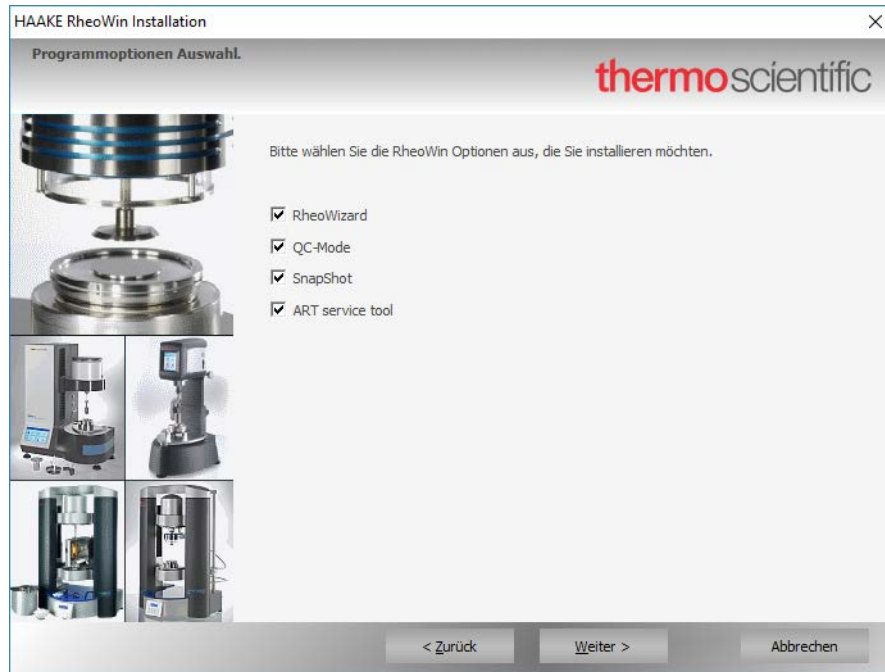 HAAKE RheoWin Installation
Programmoptionen Auswahl.
thermoscientific
Bitte wählen Sie die RheoWin Optionen aus, die Sie installieren möchten.
RheoWizard
QC-Mode
SnapShot
ART service tool
< Zurück
Weiter >
Abbrechen